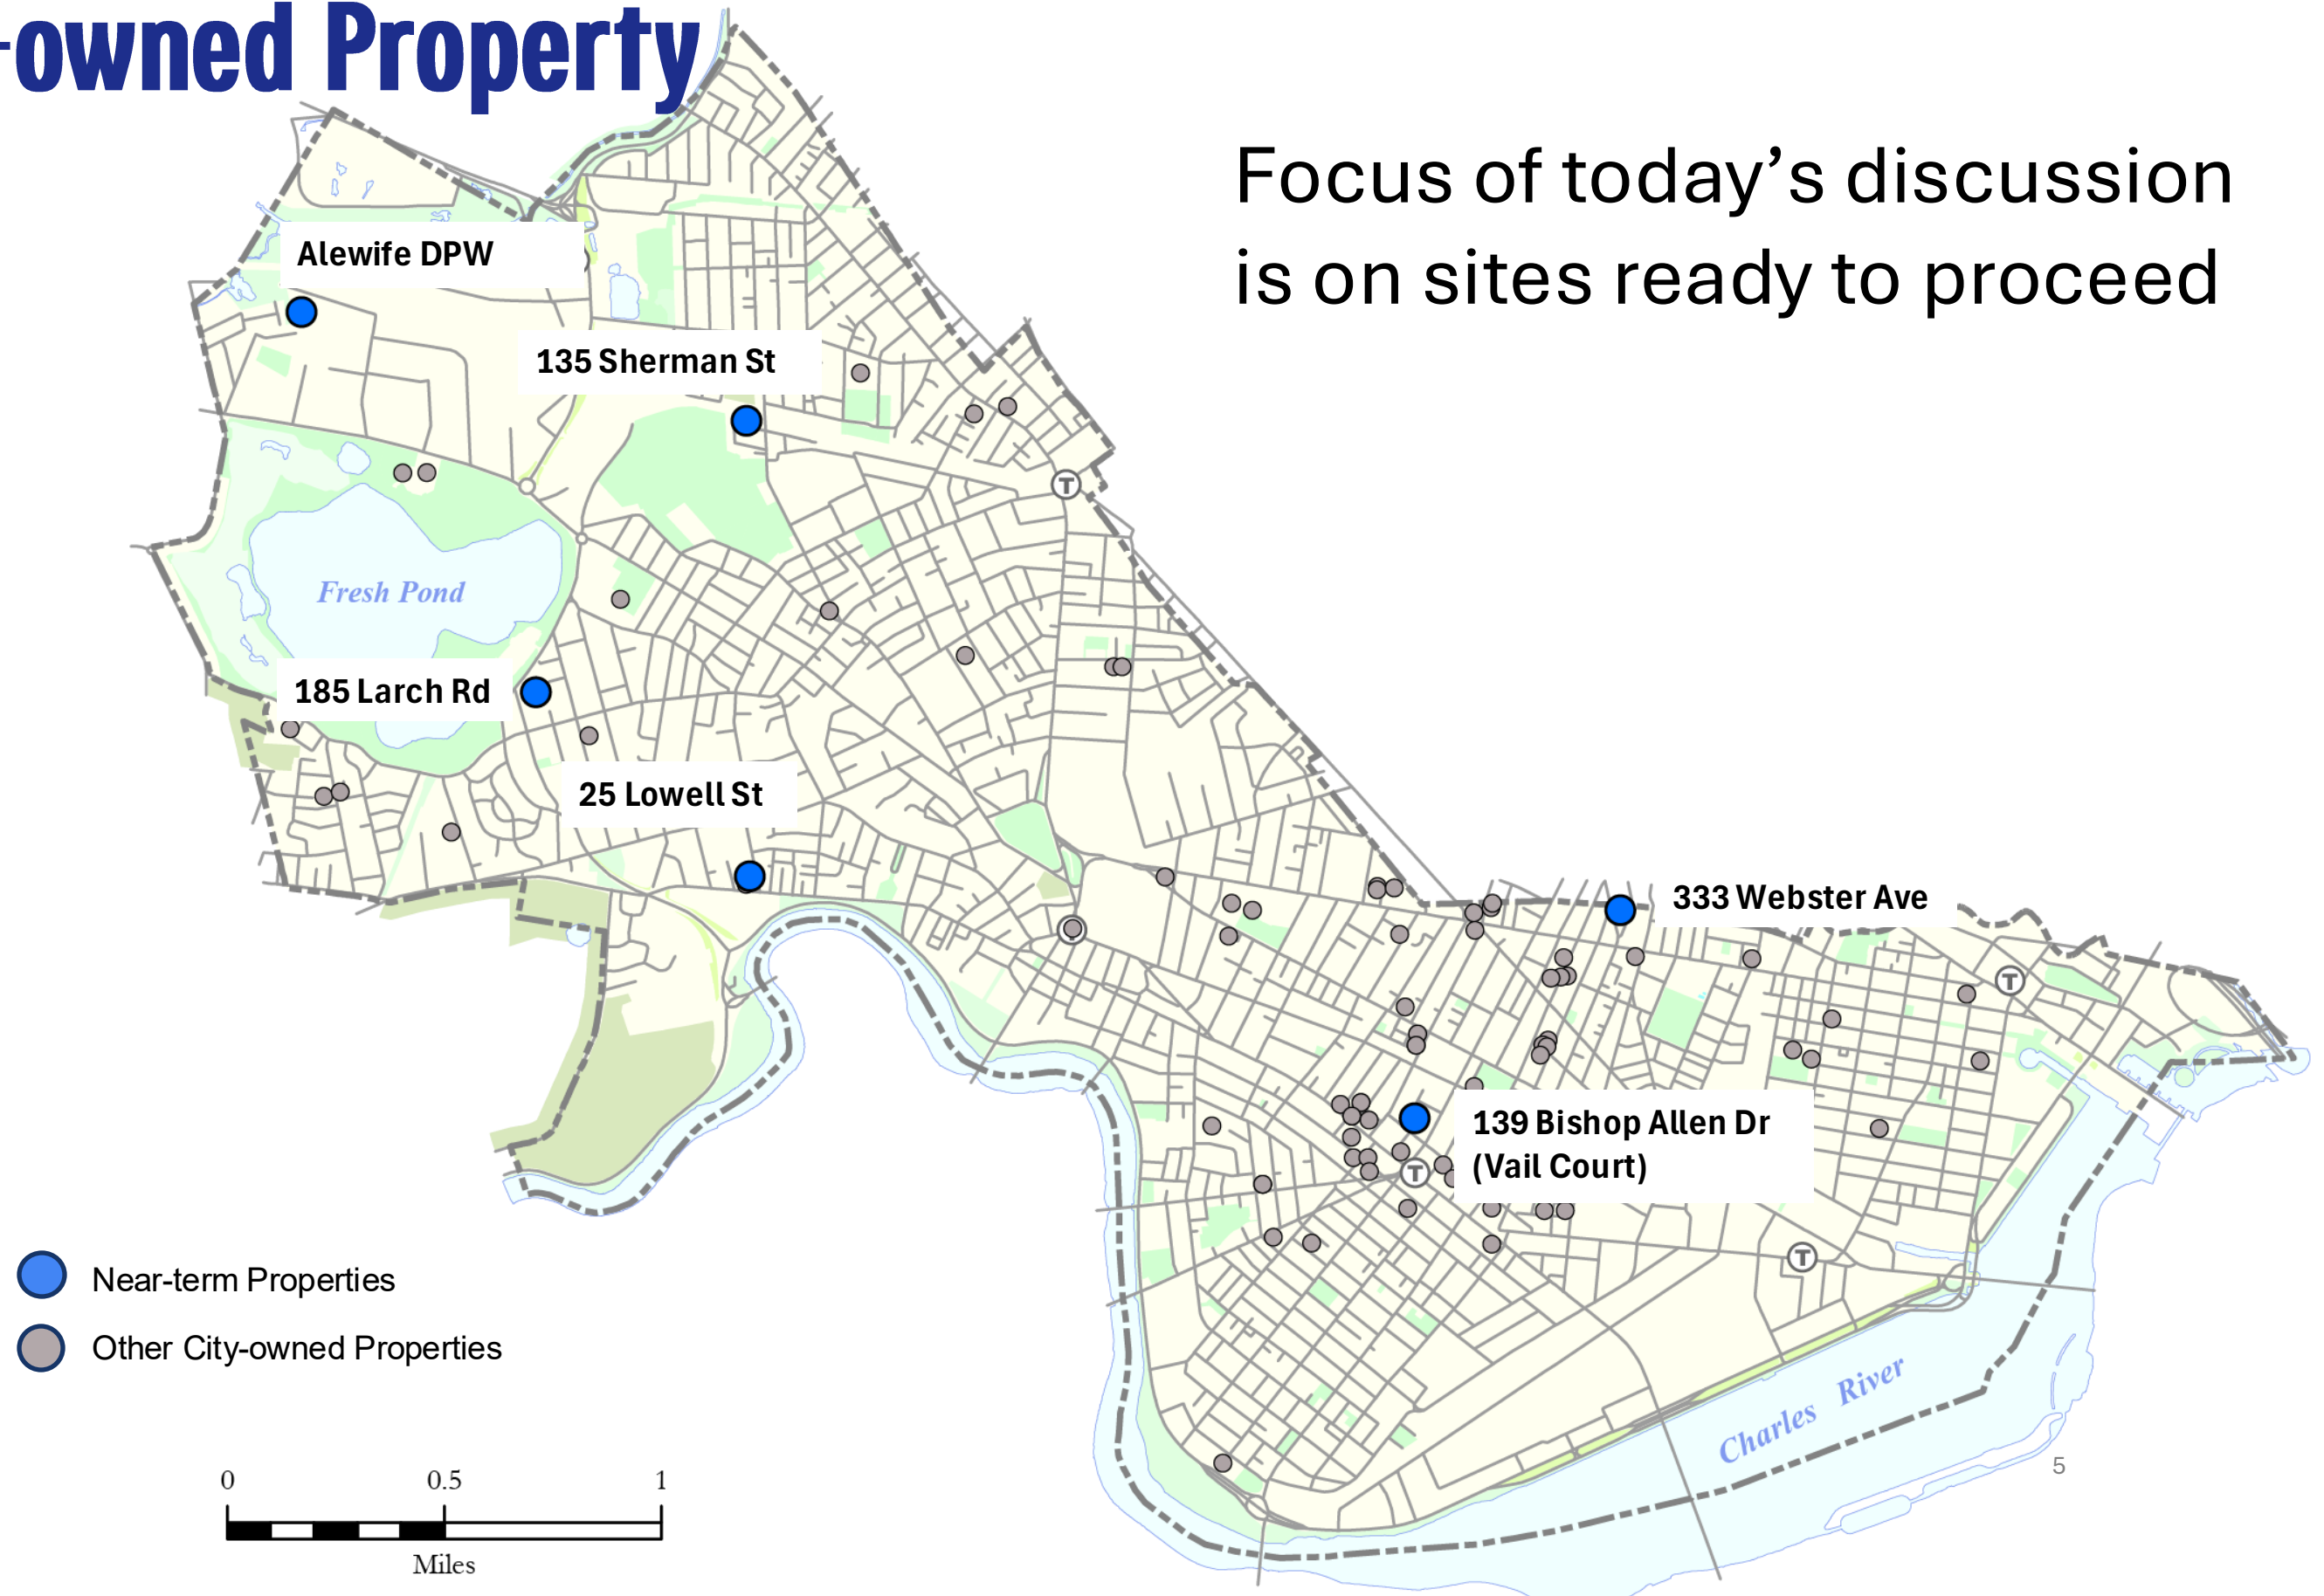 -owned Property
Focus of today’s discussion
is on sites ready to proceed
Alewife DPW
135 Sherman St
T
Fresh Pond
185 Larch Rd
25 Lowell St
333 Webster Ave
T
139 Bishop Allen Dr
(Vail Court)
T
T
Near-term Properties
Other City-owned Properties
Charles River
5
0 0.5 1
Miles